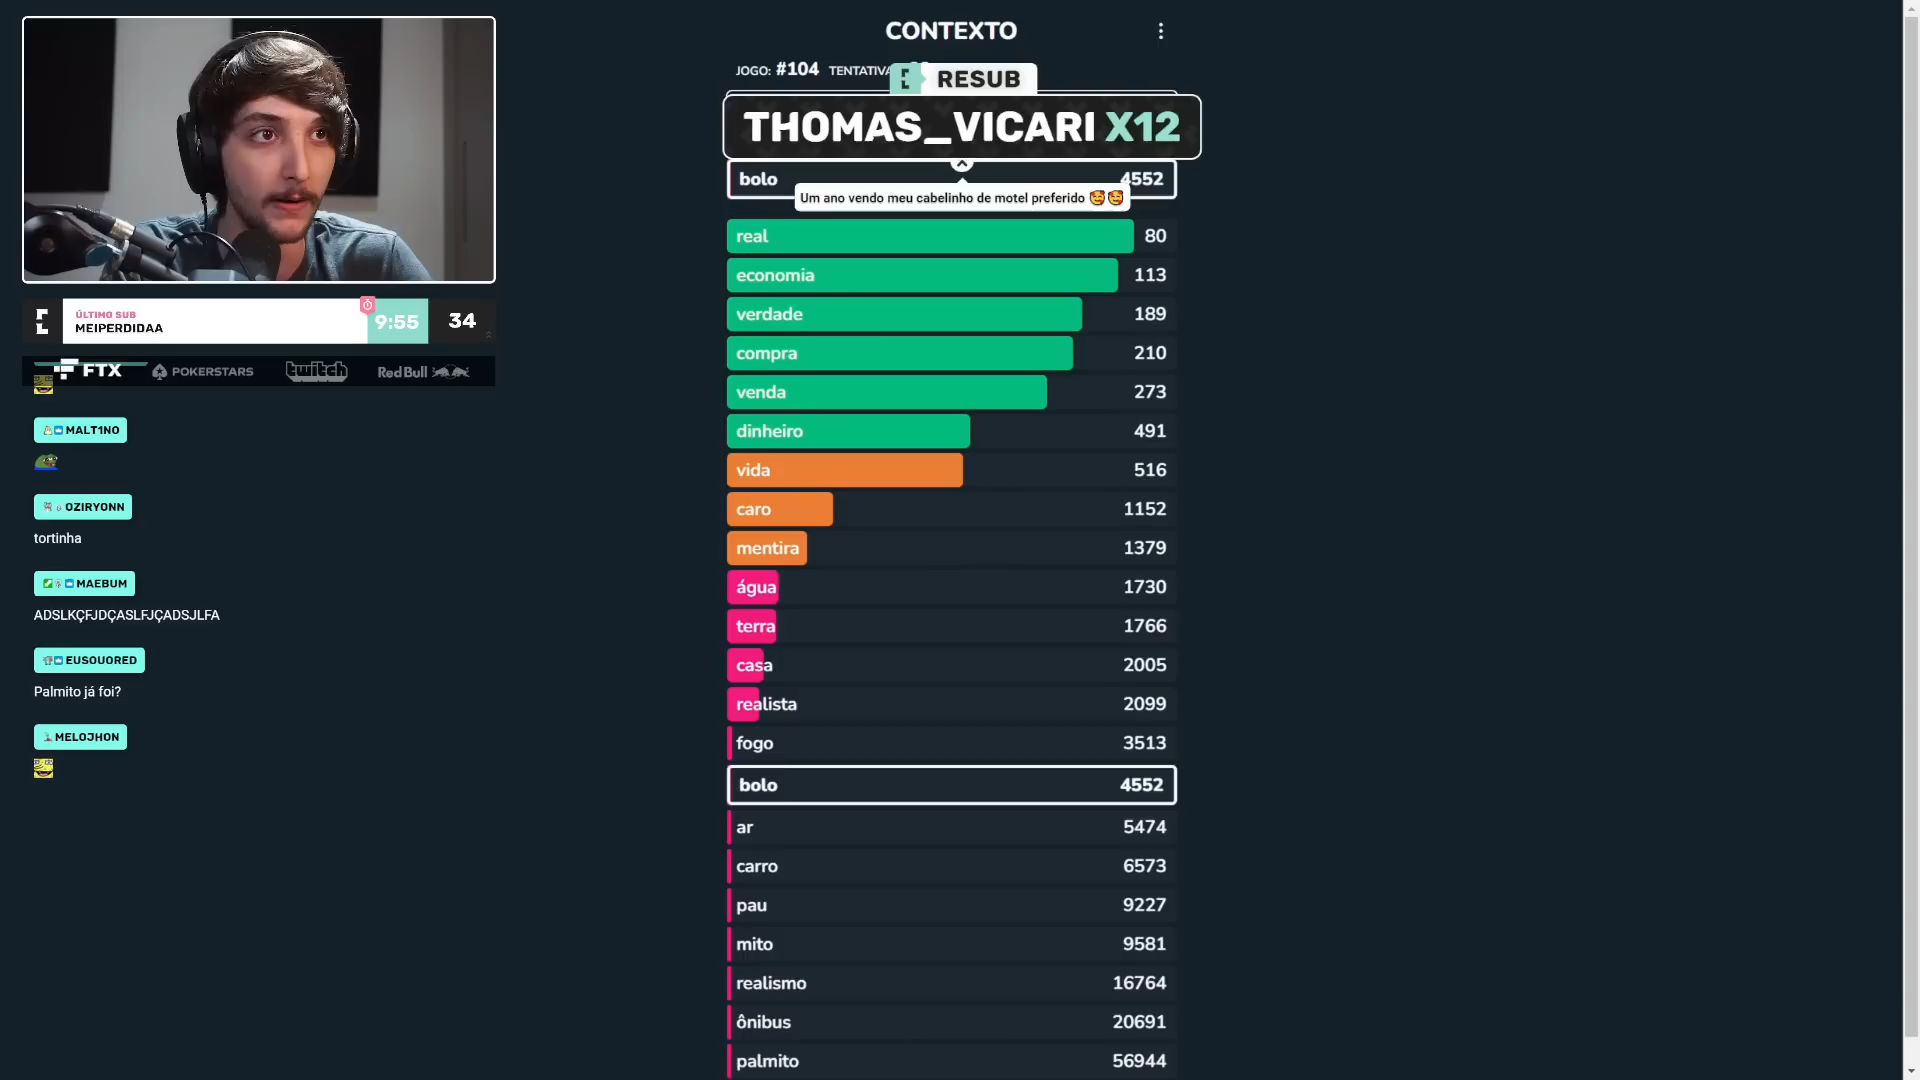 CONTEXTO
JOGO: #104 TENTATIVA
RESUB
THOMAS_VICARI X12
bolo 4552
Um ano vendo meu cabelinho de motel preferido 🥰🥰
real 80
economia 113
verdade 189
compra 210
venda 273
dinheiro 491
vida 516
caro 1152
mentira 1379
água 1730
terra 1766
casa 2005
realista 2099
fogo 3513
bolo 4552
ar 5474
carro 6573
pau 9227
mito 9581
realismo 16764
ônibus 20691
palmito 56944
ÚLTIMO SUB
MEIPERDIDAA
9:55
34
FTX POKERSTARS twitch Red Bull
MALT1NO
OZIRYONN
tortinha
MAEBUM
ADSLKÇFJDÇASLFJÇADSJLFA
EUSOUORED
Palmito já foi?
MELOJHON